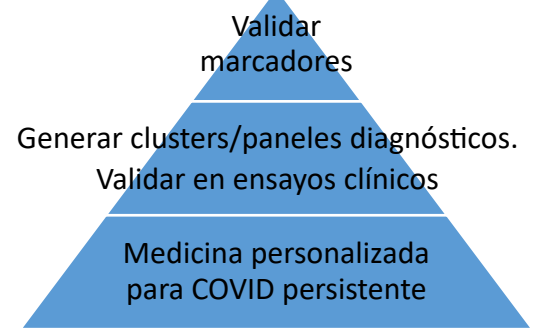 Validar
marcadores
Generar clusters/paneles diagnósticos.
Validar en ensayos clínicos
Medicina personalizada
para COVID persistente